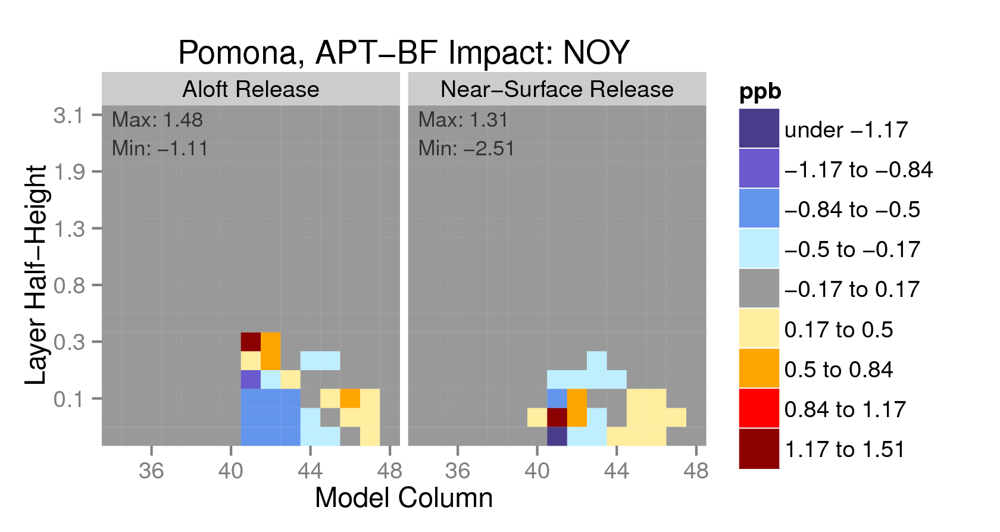 Pomona, APT−BF Impact: NOY
Aloft Release
Near−Surface Release
Max: 1.48
Min: −1.11
Max: 1.31
Min: −2.51
Layer Half−Height
3.1
1.9
1.3
0.8
0.3
0.1
36
40
44
48
36
40
44
48
Model Column
ppb
under −1.17
−1.17 to −0.84
−0.84 to −0.5
−0.5 to −0.17
−0.17 to 0.17
0.17 to 0.5
0.5 to 0.84
0.84 to 1.17
1.17 to 1.51